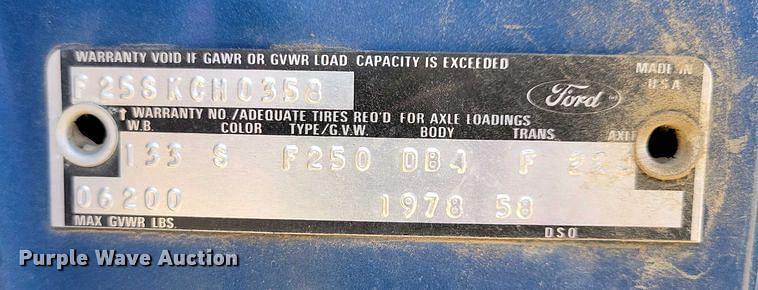 WARRANTY VOID IF GAWR OR GVWR LOAD CAPACITY IS EXCEEDED
MADE IN
USA
F25SKCH0358
Ford
↑ WARRANTY NO./ADEQUATE TIRES REQ'D FOR AXLE LOADINGS
W.B. COLOR TYPE/G.V.W. BODY TRANS. AXLE
133 S F250 DB4 F
06200 1978 58
MAX GVWR LBS. DSO
Purple Wave Auction